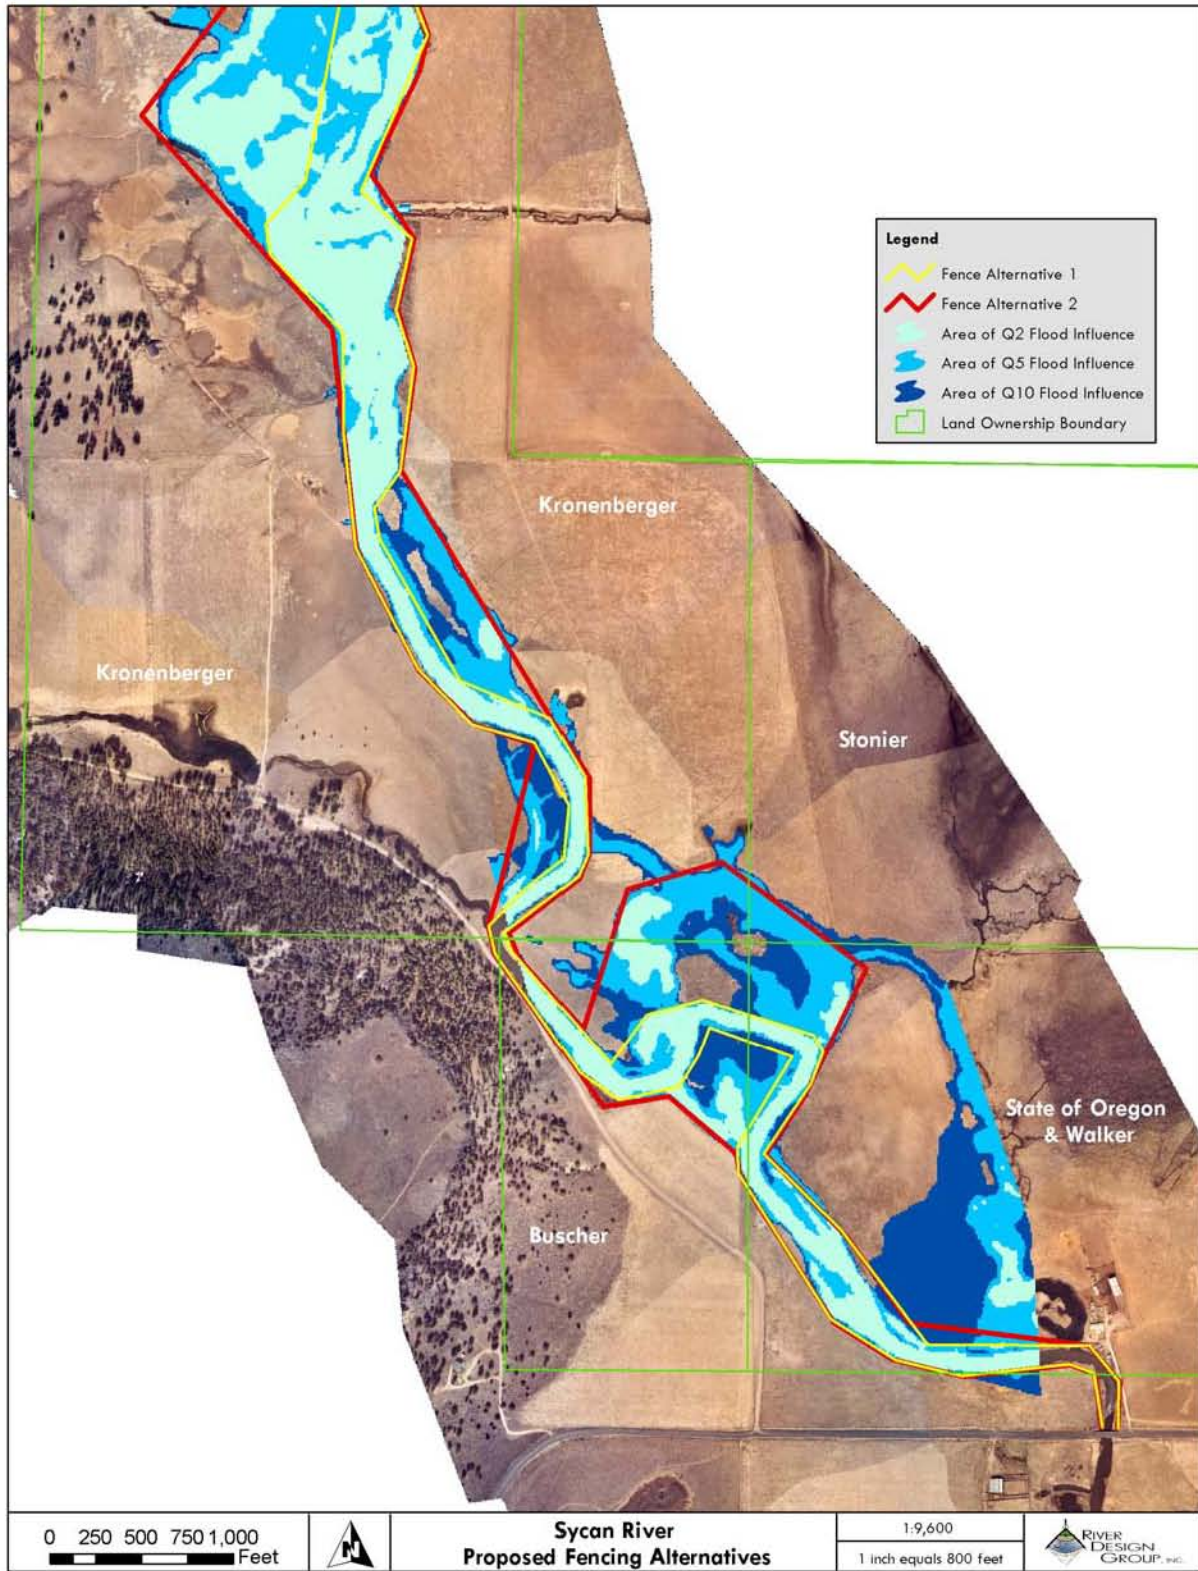 Legend
Fence Alternative 1
Fence Alternative 2
Area of Q2 Flood Influence
Area of Q5 Flood Influence
Area of Q10 Flood Influence
Land Ownership Boundary
Kronenberger
Kronenberger
Stonier
State of Oregon
& Walker
Buscher
0 250 500 750 1,000
Feet
N
Sycan River
Proposed Fencing Alternatives
1:9,600
1 inch equals 800 feet
RIVER
DESIGN
GROUP, INC.